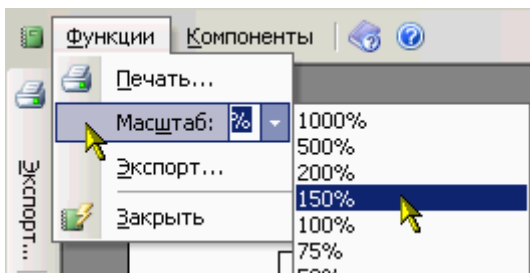 Функции Компоненты
Печать...
Масштаб: %
Экспорт...
Закрыть
1000%
500%
200%
150%
100%
75%
Экспорт...